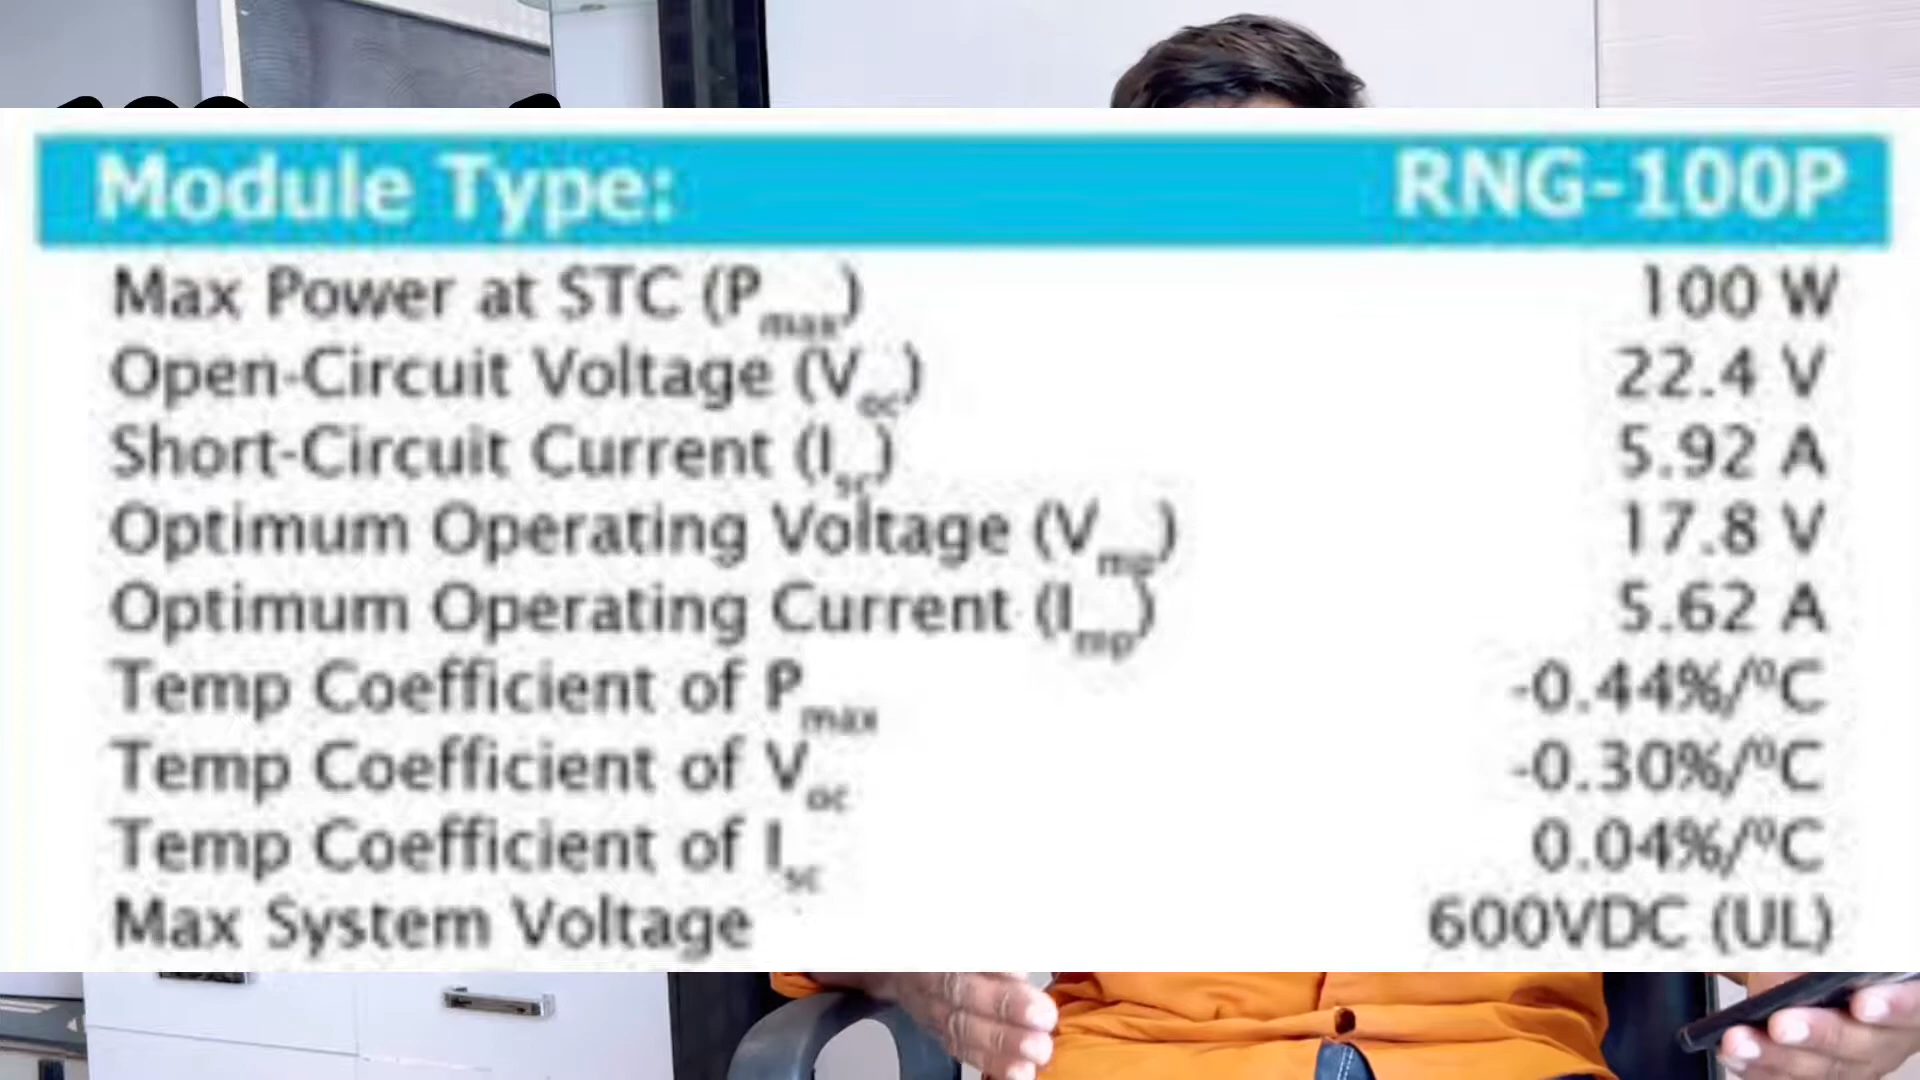 Module Type: RNG-100P
Max Power at STC (Pmax) 100 W
Open-Circuit Voltage (Voc) 22.4 V
Short-Circuit Current (Isc) 5.92 A
Optimum Operating Voltage (Vmp) 17.8 V
Optimum Operating Current (Imp) 5.62 A
Temp Coefficient of Pmax -0.44%/ºC
Temp Coefficient of Voc -0.30%/ºC
Temp Coefficient of Isc 0.04%/ºC
Max System Voltage 600VDC (UL)